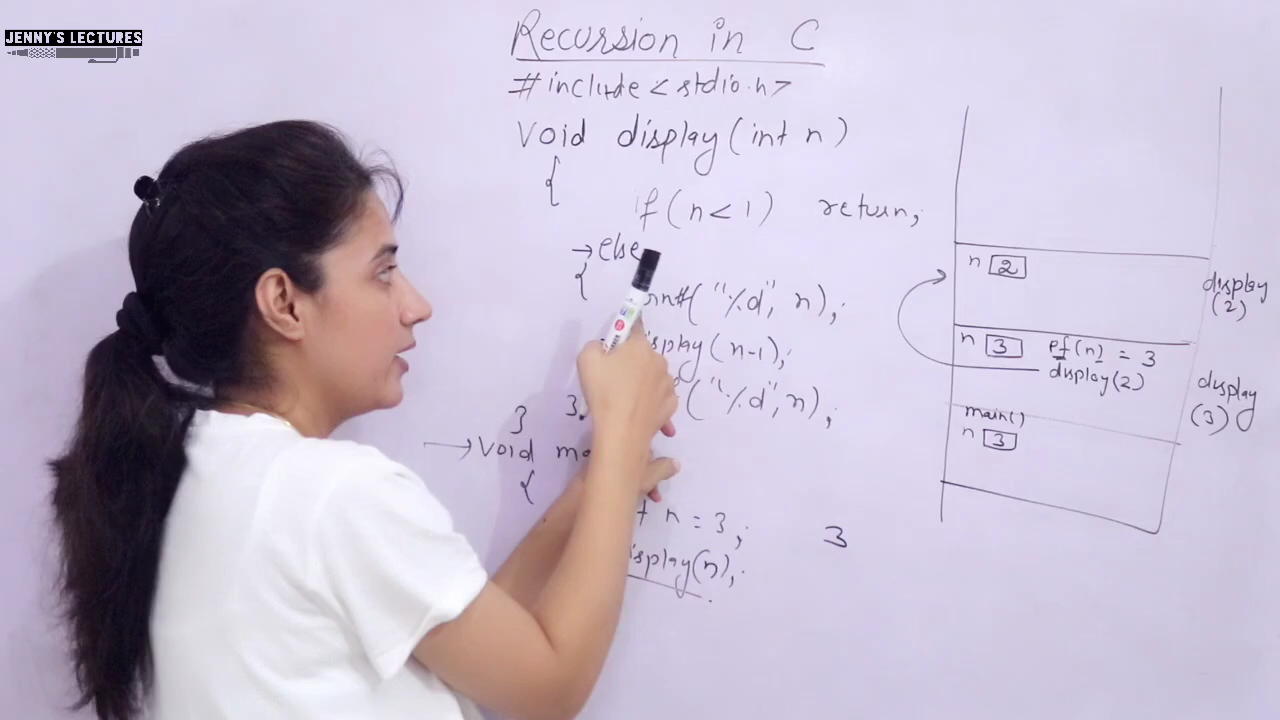 JENNY'S LECTURES
Recursion in C
#include < stdio.h>
void display(int n)
{
if(n<1) return;
→ else
{
("%d", n);
display(n-1);
("%d",n);
} 3.
→ void
{
n = 3;
display(n);
3
n 2
display
(2)
n 3 pf(n) = 3
display(2)
display
(3)
main()
n 3